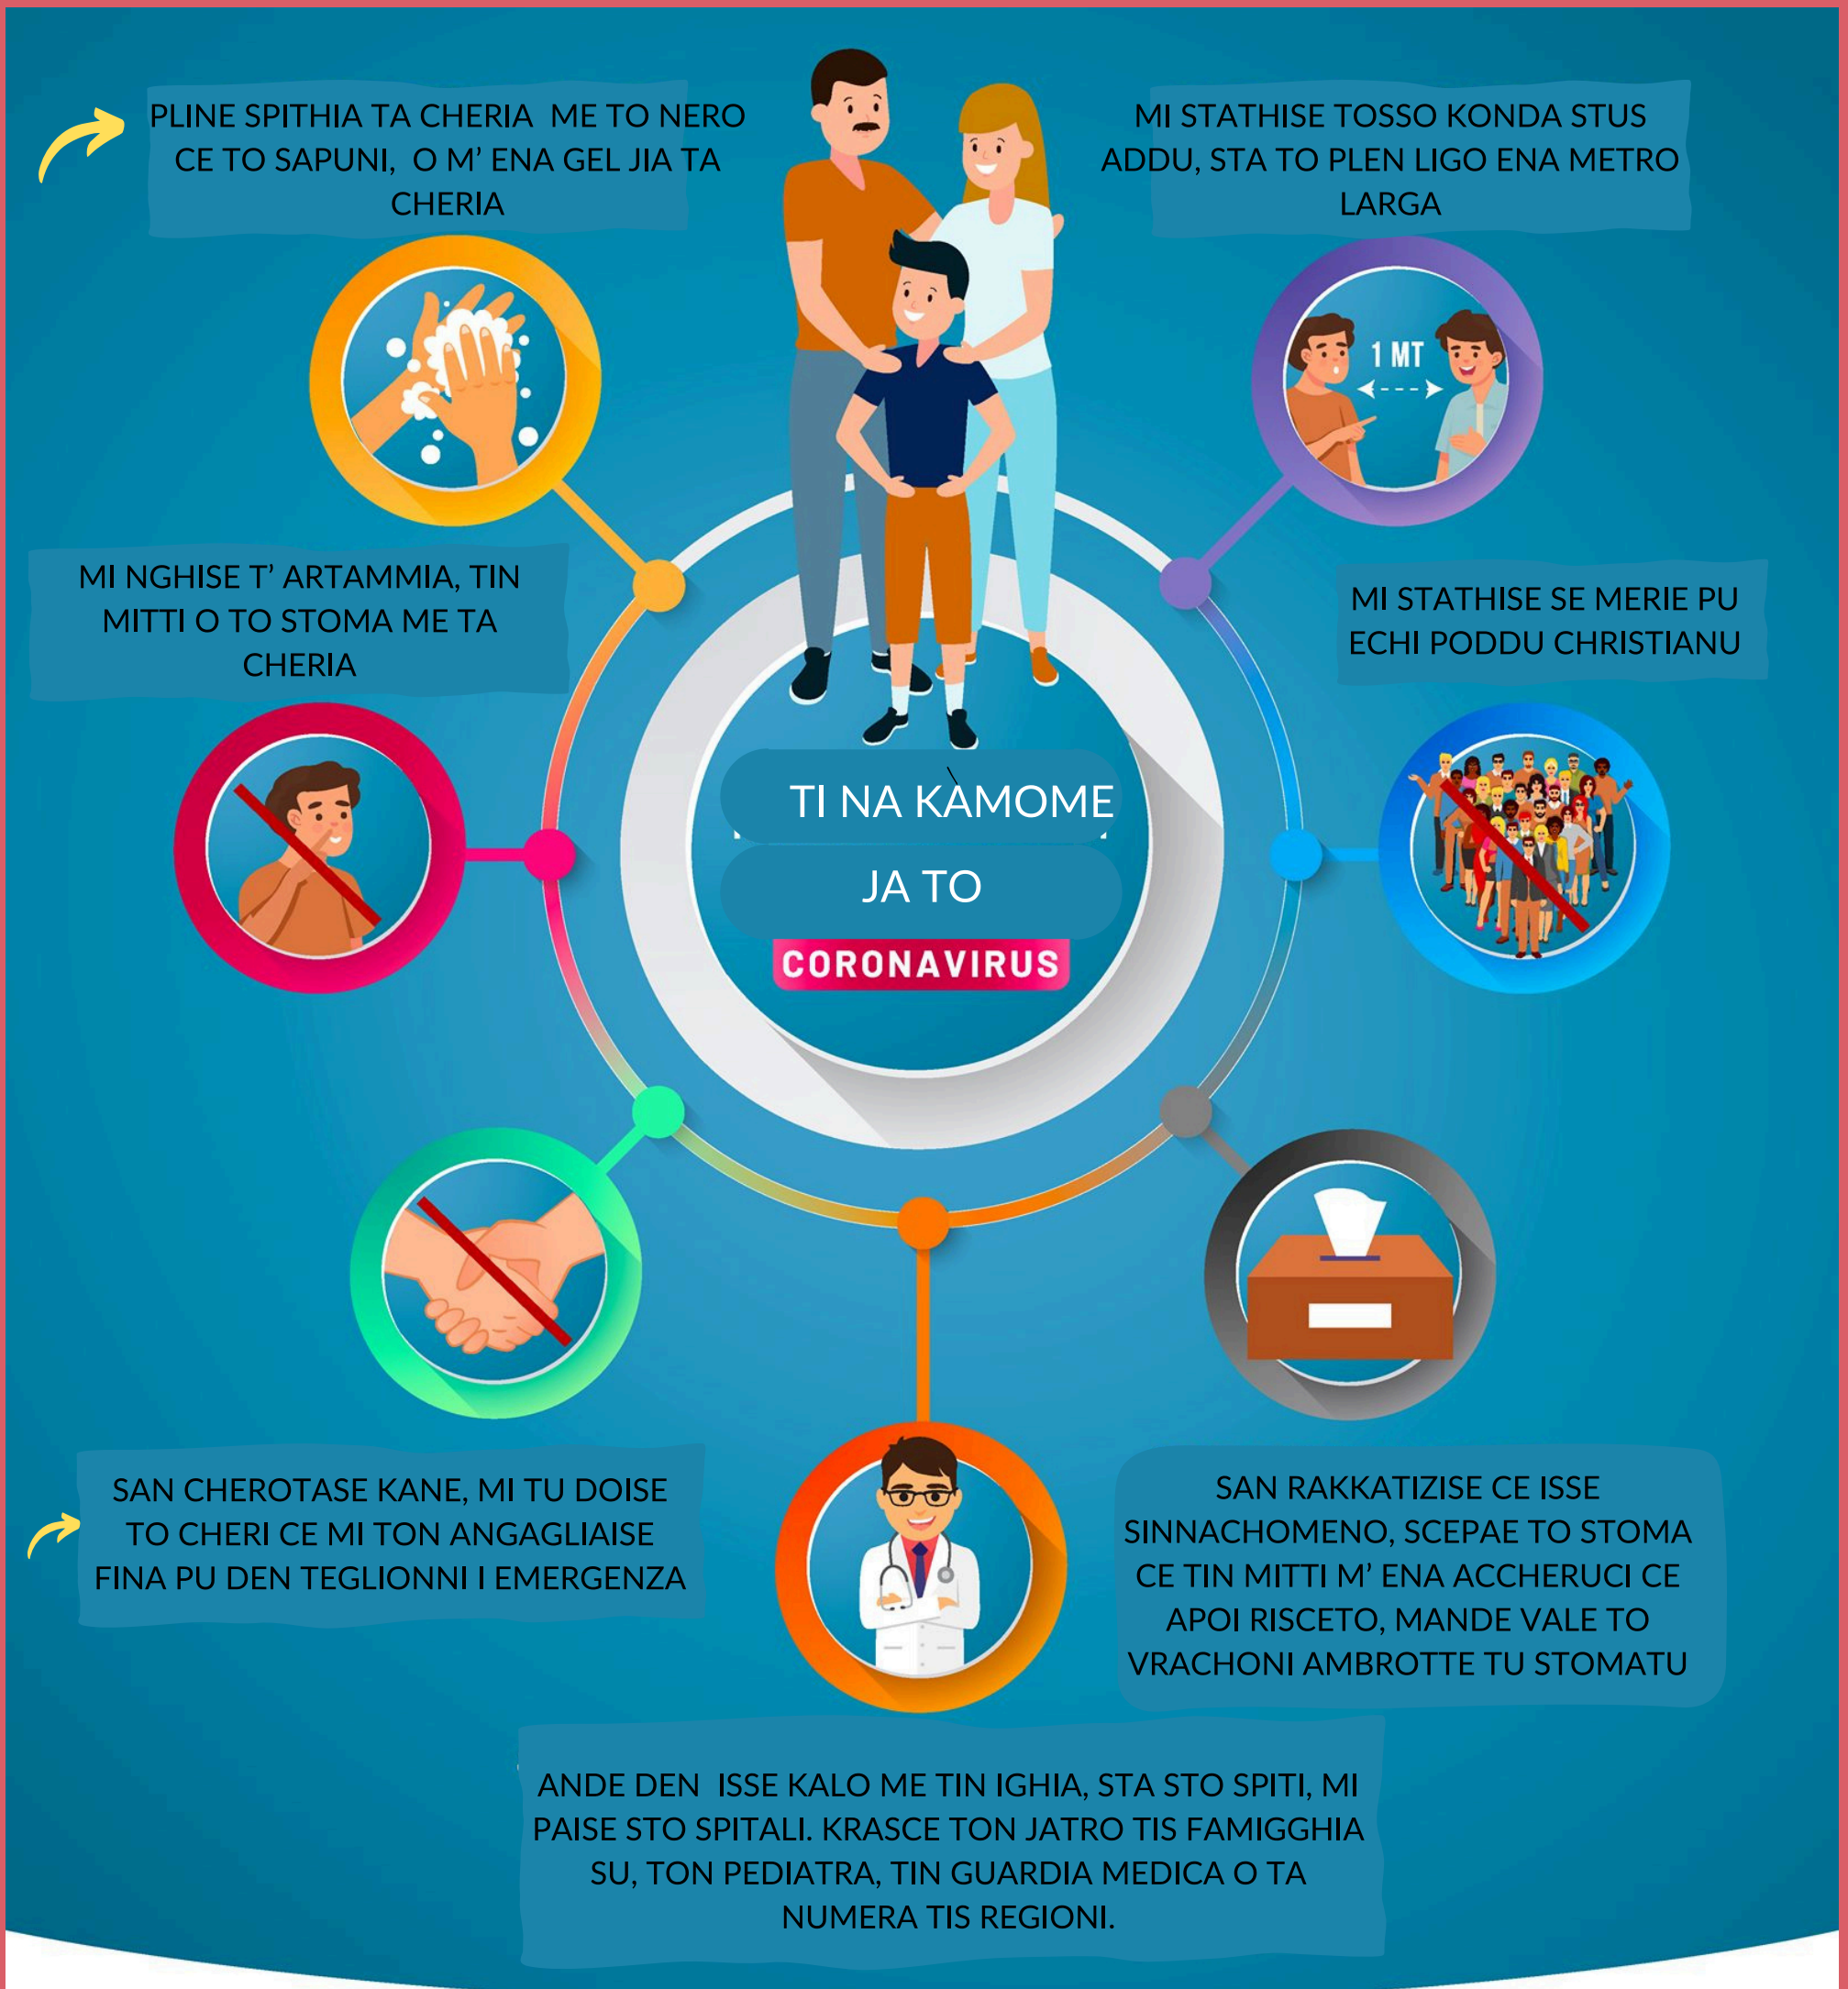 PLINE SPITHIA TA CHERIA ME TO NERO
CE TO SAPUNI, O M' ENA GEL JIA TA
CHERIA
MI STATHISE TOSSO KONDA STUS
ADDU, STA TO PLEN LIGO ENA METRO
LARGA
1 MT
MI NGHISE T' ARTAMMIA, TIN
MITTI O TO STOMA ME TA
CHERIA
MI STATHISE SE MERIE PU
ECHI PODDU CHRISTIANU
TI NA KÀMOME
JA TO
CORONAVIRUS
SAN CHEROTASE KANE, MI TU DOISE
TO CHERI CE MI TON ANGAGLIAISE
FINA PU DEN TEGLIONNI I EMERGENZA
SAN RAKKATIZISE CE ISSE
SINNACHOMENO, SCEPAE TO STOMA
CE TIN MITTI M' ENA ACCHERUCI CE
APOI RISCETO, MANDE VALE TO
VRACHONI AMBROTTE TU STOMATU
ANDE DEN ISSE KALO ME TIN IGHIA, STA STO SPITI, MI
PAISE STO SPITALI. KRASCE TON JATRO TIS FAMIGGHIA
SU, TON PEDIATRA, TIN GUARDIA MEDICA O TA
NUMERA TIS REGIONI.